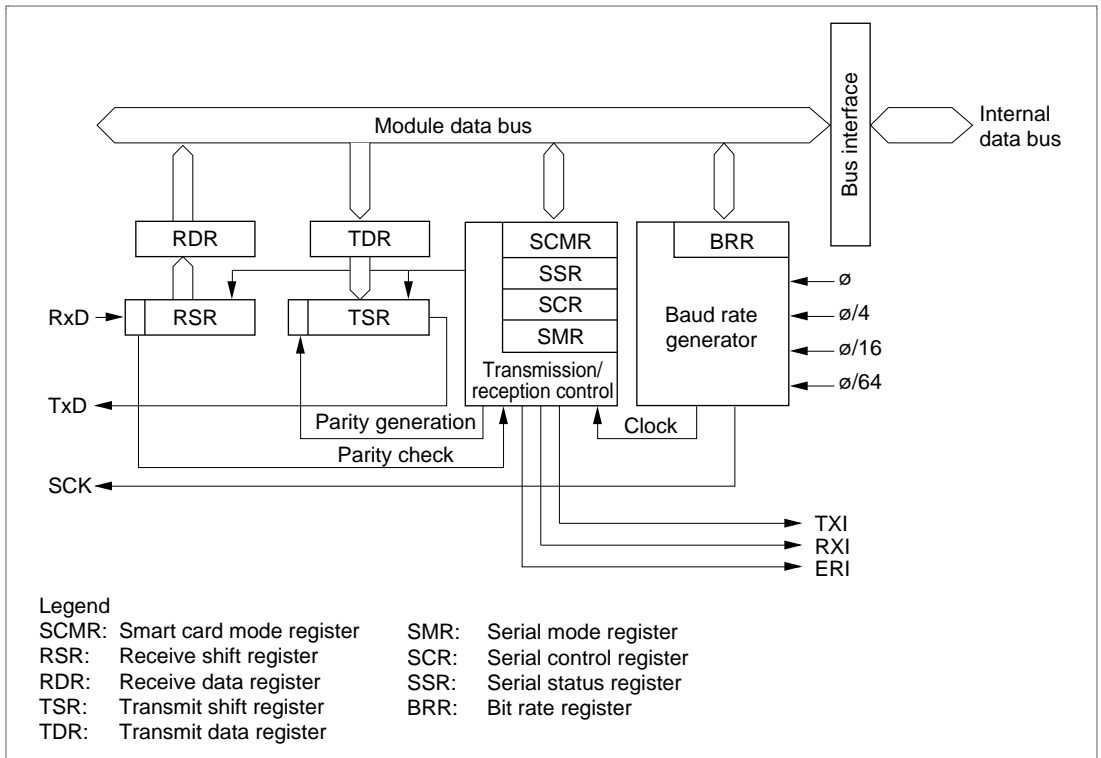 Bus interface
Internal
data bus
Module data bus
RDR
TDR
SCMR
SSR
SCR
SMR
Transmission/
reception control
BRR
Baud rate
generator
ø
ø/4
ø/16
ø/64
RxD
RSR
TSR
TxD
Parity generation
Parity check
Clock
SCK
TXI
RXI
ERI
Legend
SCMR: Smart card mode register
RSR: Receive shift register
RDR: Receive data register
TSR: Transmit shift register
TDR: Transmit data register
SMR: Serial mode register
SCR: Serial control register
SSR: Serial status register
BRR: Bit rate register